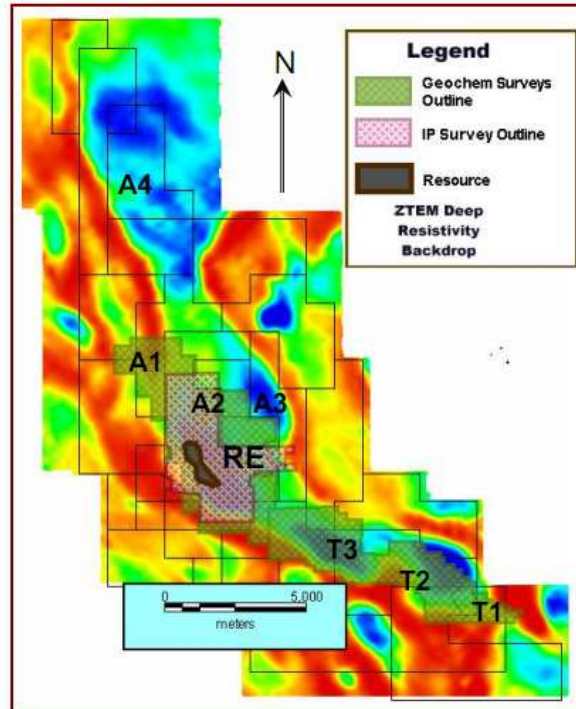 Legend
Geochem Surveys
Outline
IP Survey Outline
Resource
ZTEM Deep
Resistivity
Backdrop
N
A4
A1
A2
A3
RE
T3
T2
T1
0
5,000
meters